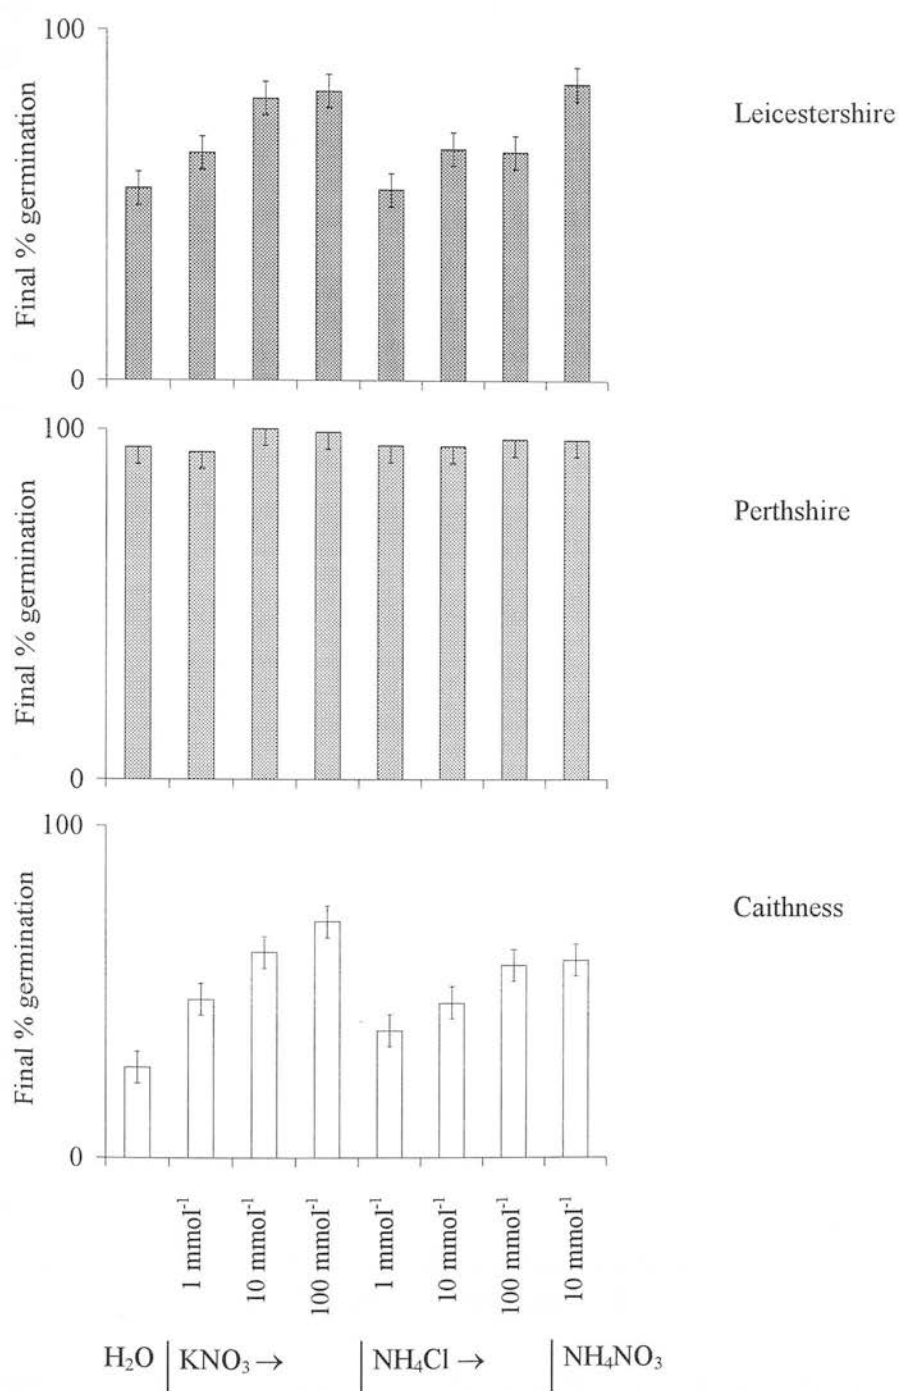 100
Final % germination
0
Leicestershire
100
Final % germination
0
Perthshire
100
Final % germination
0
Caithness
1 mmol⁻¹
10 mmol⁻¹
100 mmol⁻¹
1 mmol⁻¹
10 mmol⁻¹
100 mmol⁻¹
10 mmol⁻¹
H₂O | KNO₃ → | NH₄Cl → | NH₄NO₃